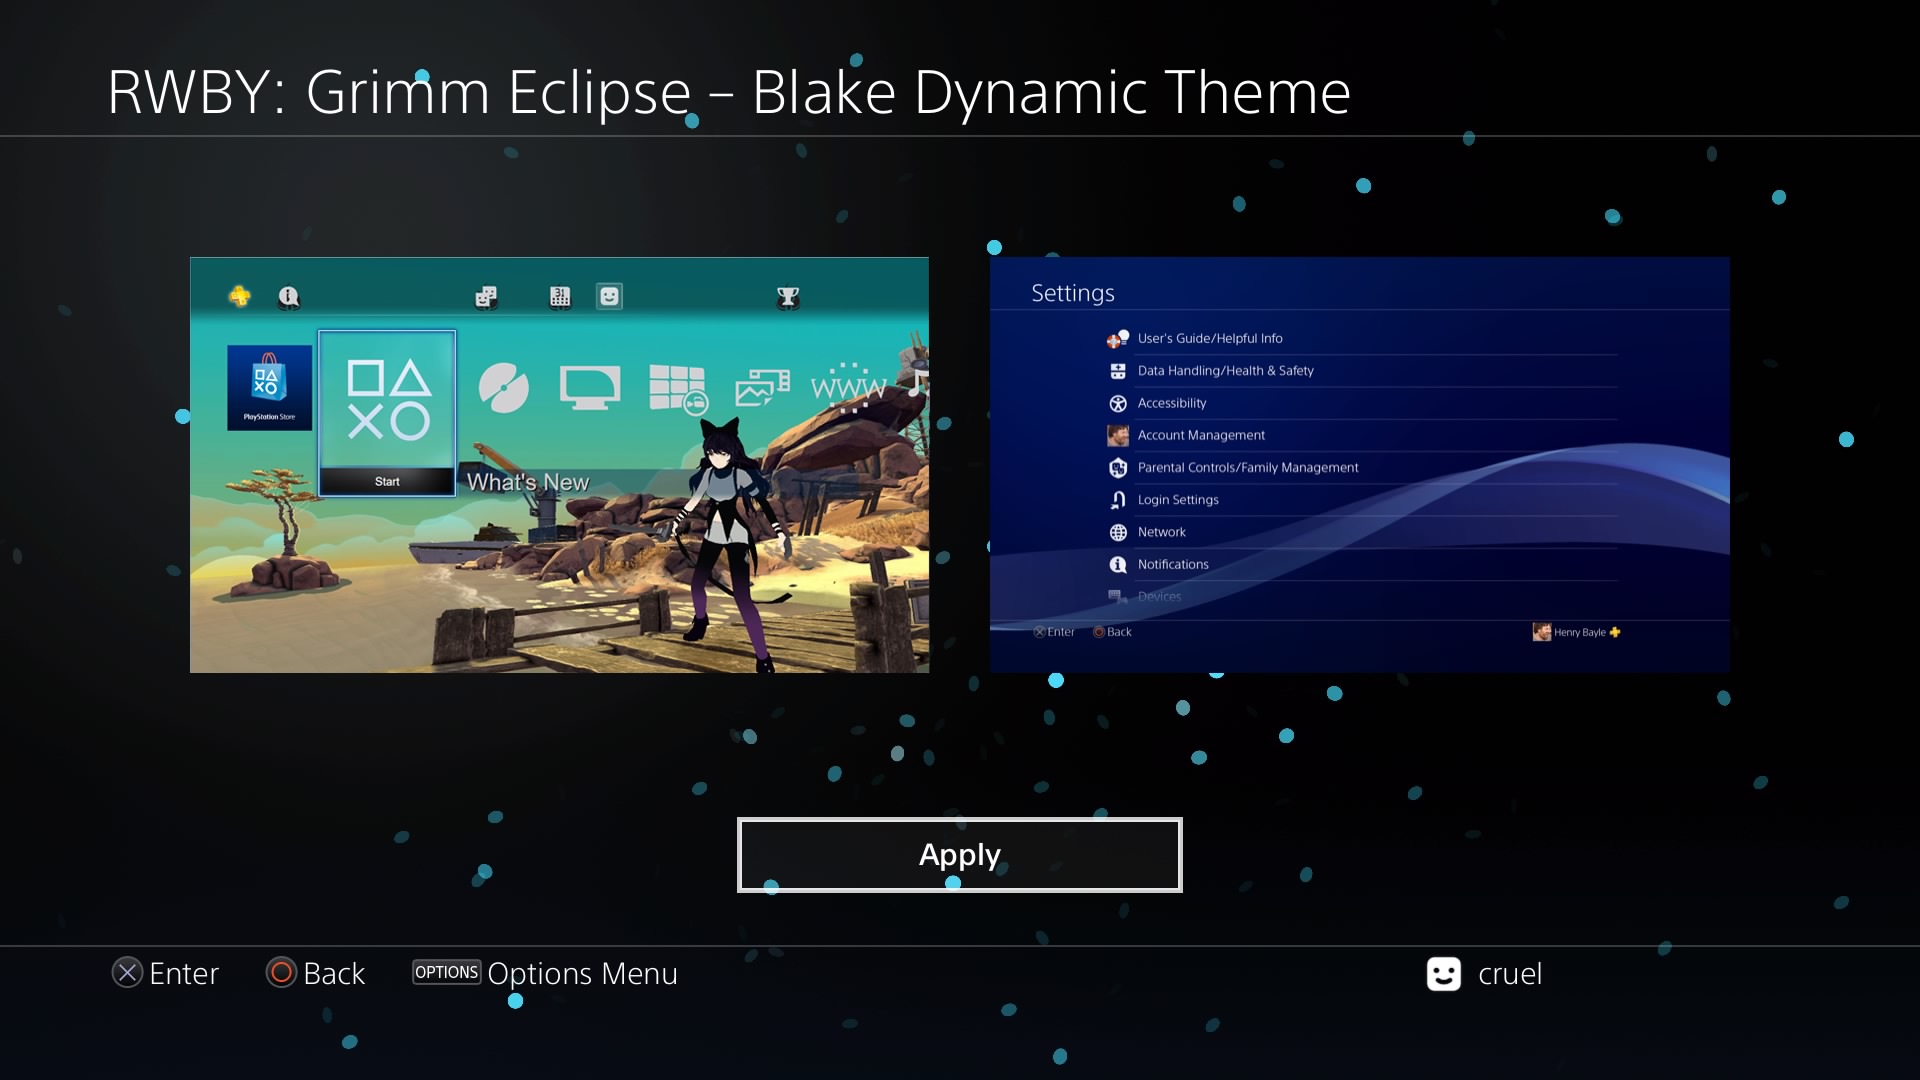 RWBY: Grimm Eclipse – Blake Dynamic Theme
31
PlayStation Store
Start
What's New
WWW
Settings
User's Guide/Helpful Info
Data Handling/Health & Safety
Accessibility
Account Management
Parental Controls/Family Management
Login Settings
Network
Notifications
Devices
Enter
Back
Henry Bayle
Apply
Enter
Back
OPTIONS Options Menu
cruel